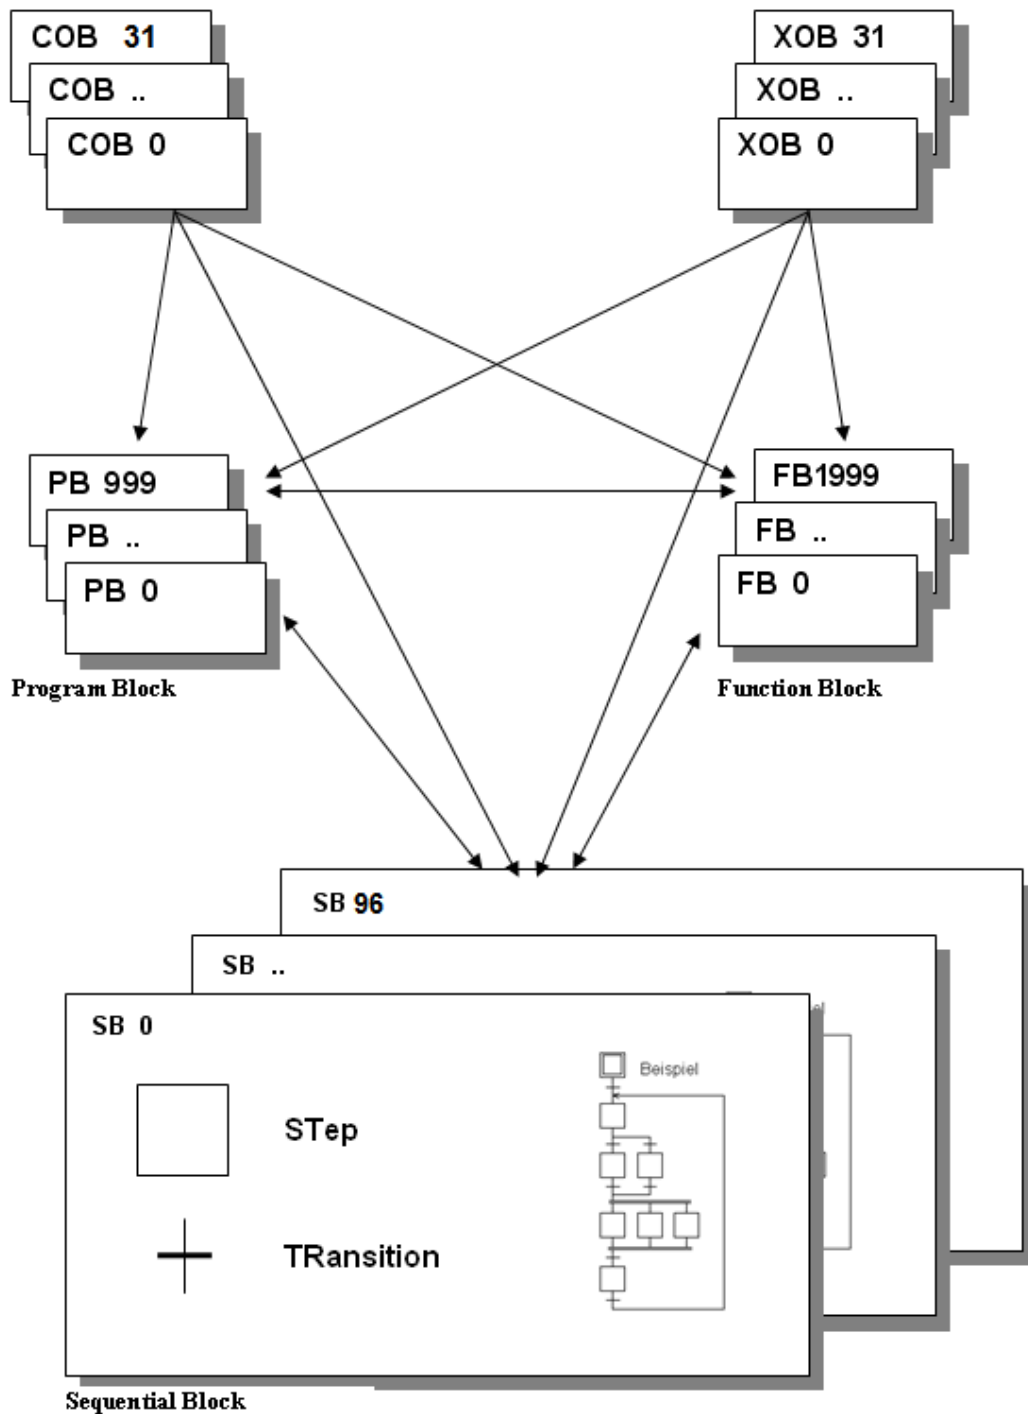 COB 31
COB ..
COB 0
XOB 31
XOB ..
XOB 0
PB 999
PB ..
PB 0
Program Block
FB1999
FB ..
FB 0
Function Block
SB 96
SB ..
SB 0
STep
TRansition
Beispiel
Sequential Block